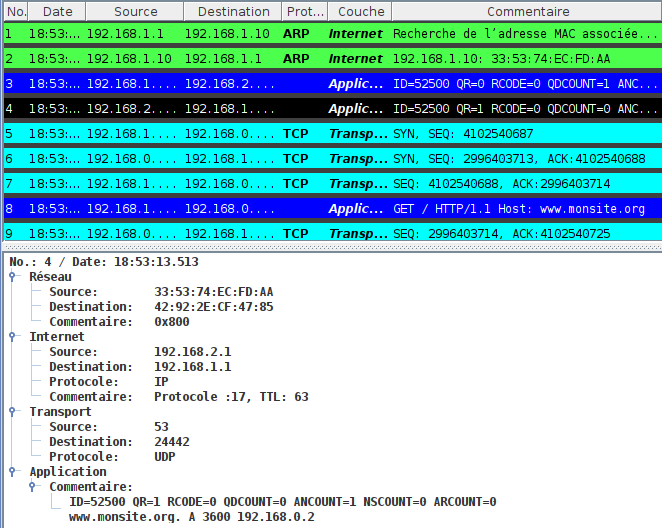 No. Date Source Destination Prot... Couche Commentaire
1 18:53:... 192.168.1.1 192.168.1.10 ARP Internet Recherche de l’adresse MAC associée...
2 18:53:... 192.168.1.10 192.168.1.1 ARP Internet 192.168.1.10: 33:53:74:EC:FD:AA
3 18:53:... 192.168.1.... 192.168.2.... Applic... ID=52500 QR=0 RCODE=0 QDCOUNT=1 ANC...
4 18:53:... 192.168.2.... 192.168.1.... Applic... ID=52500 QR=1 RCODE=0 QDCOUNT=0 ANC...
5 18:53:... 192.168.1.... 192.168.0.... TCP Transp... SYN, SEQ: 4102540687
6 18:53:... 192.168.0.... 192.168.1.... TCP Transp... SYN, SEQ: 2996403713, ACK:4102540688
7 18:53:... 192.168.1.... 192.168.0.... TCP Transp... SEQ: 4102540688, ACK:2996403714
8 18:53:... 192.168.1.... 192.168.0.... Applic... GET / HTTP/1.1 Host: www.monsite.org
9 18:53:... 192.168.0.... 192.168.1.... TCP Transp... SEQ: 2996403714, ACK:4102540725
No.: 4 / Date: 18:53:13.513
Réseau
Source: 33:53:74:EC:FD:AA
Destination: 42:92:2E:CF:47:85
Commentaire: 0x800
Internet
Source: 192.168.2.1
Destination: 192.168.1.1
Protocole: IP
Commentaire: Protocole :17, TTL: 63
Transport
Source: 53
Destination: 24442
Protocole: UDP
Application
Commentaire:
ID=52500 QR=1 RCODE=0 QDCOUNT=0 ANCOUNT=1 NSCOUNT=0 ARCOUNT=0
www.monsite.org. A 3600 192.168.0.2